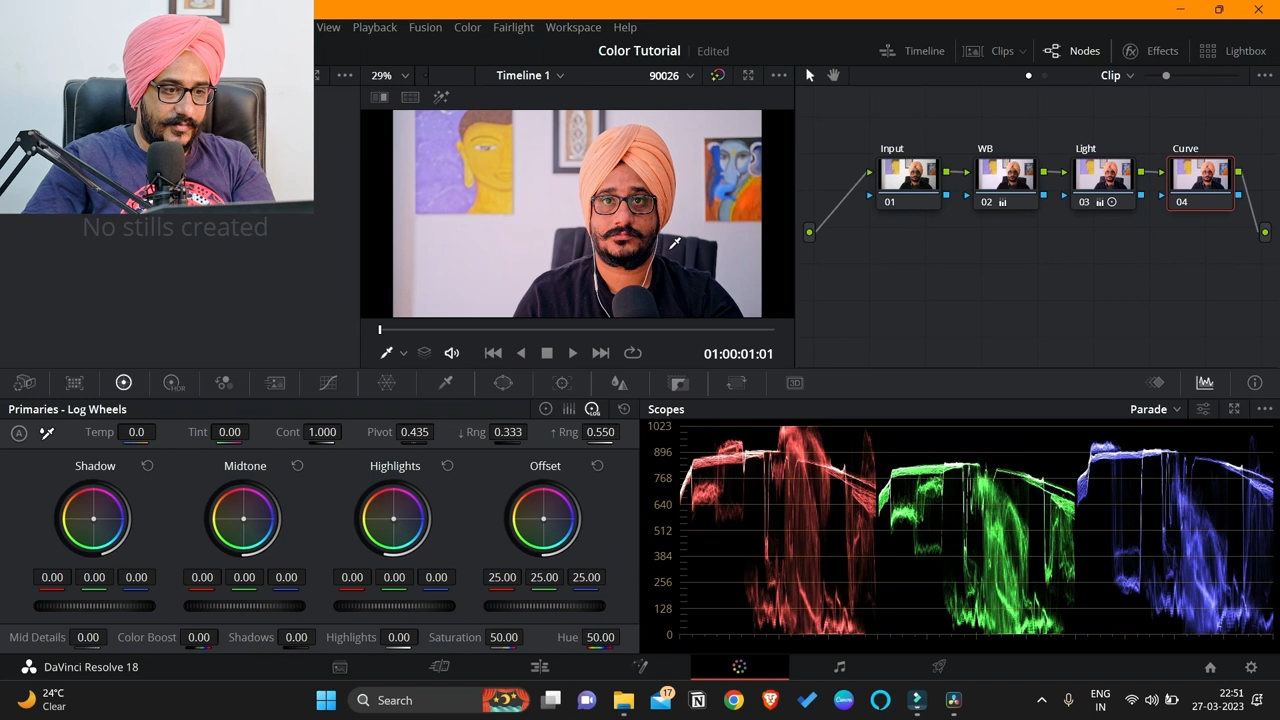 View Playback Fusion Color Fairlight Workspace Help
Color Tutorial Edited
Timeline Clips Nodes Effects Lightbox
29% Timeline 1 90026 Clip
No stills created
Input WB Light Curve
01 02 03 04
01:00:01:01
HDR LOG 3D
Primaries - Log Wheels
Scopes Parade
A Temp 0.0 Tint 0.00 Cont 1.000 Pivot 0.435 ↓ Rng 0.333 ↑ Rng 0.550
Shadow Midtone Highlights Offset
0.00 0.00 0.00 0.00 0.00 0.00 0.00 0.00 0.00 25.00 25.00 25.00
Mid Details 0.00 Color Boost 0.00 Shadows 0.00 Highlights 0.00 Saturation 50.00 Hue 50.00
1023
896
768
640
512
384
256
128
0
DaVinci Resolve 18
24°C
Clear
Search
17
ENG
IN
22:51
27-03-2023